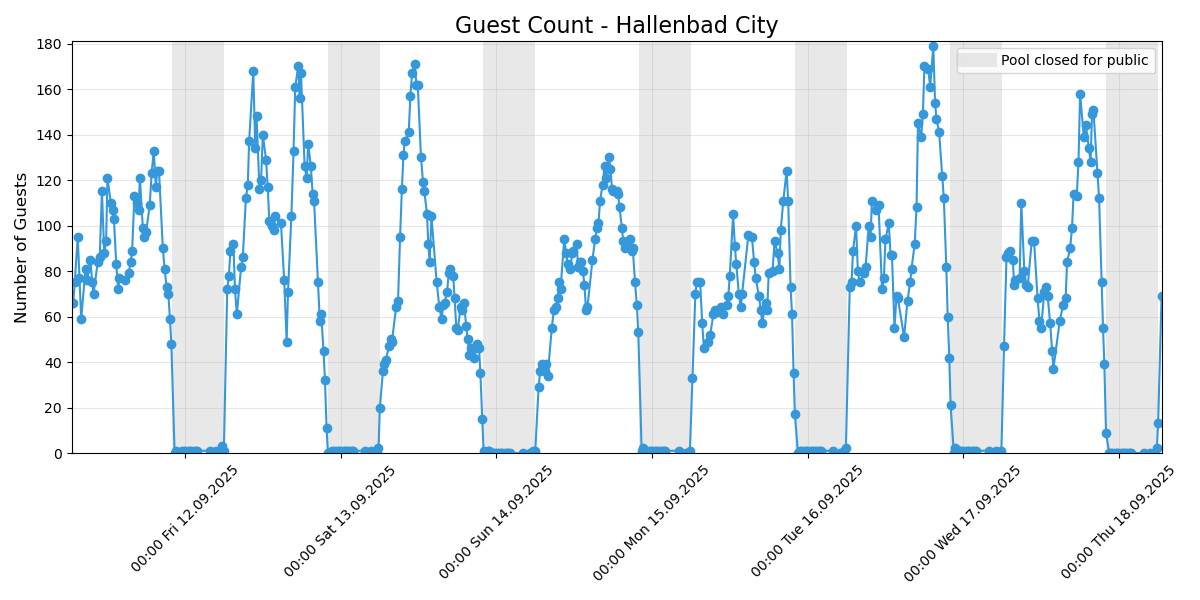 Guest Count - Hallenbad City
Pool closed for public
Number of Guests
180
160
140
120
100
80
60
40
20
0
00:00 Fri 12.09.2025
00:00 Sat 13.09.2025
00:00 Sun 14.09.2025
00:00 Mon 15.09.2025
00:00 Tue 16.09.2025
00:00 Wed 17.09.2025
00:00 Thu 18.09.2025